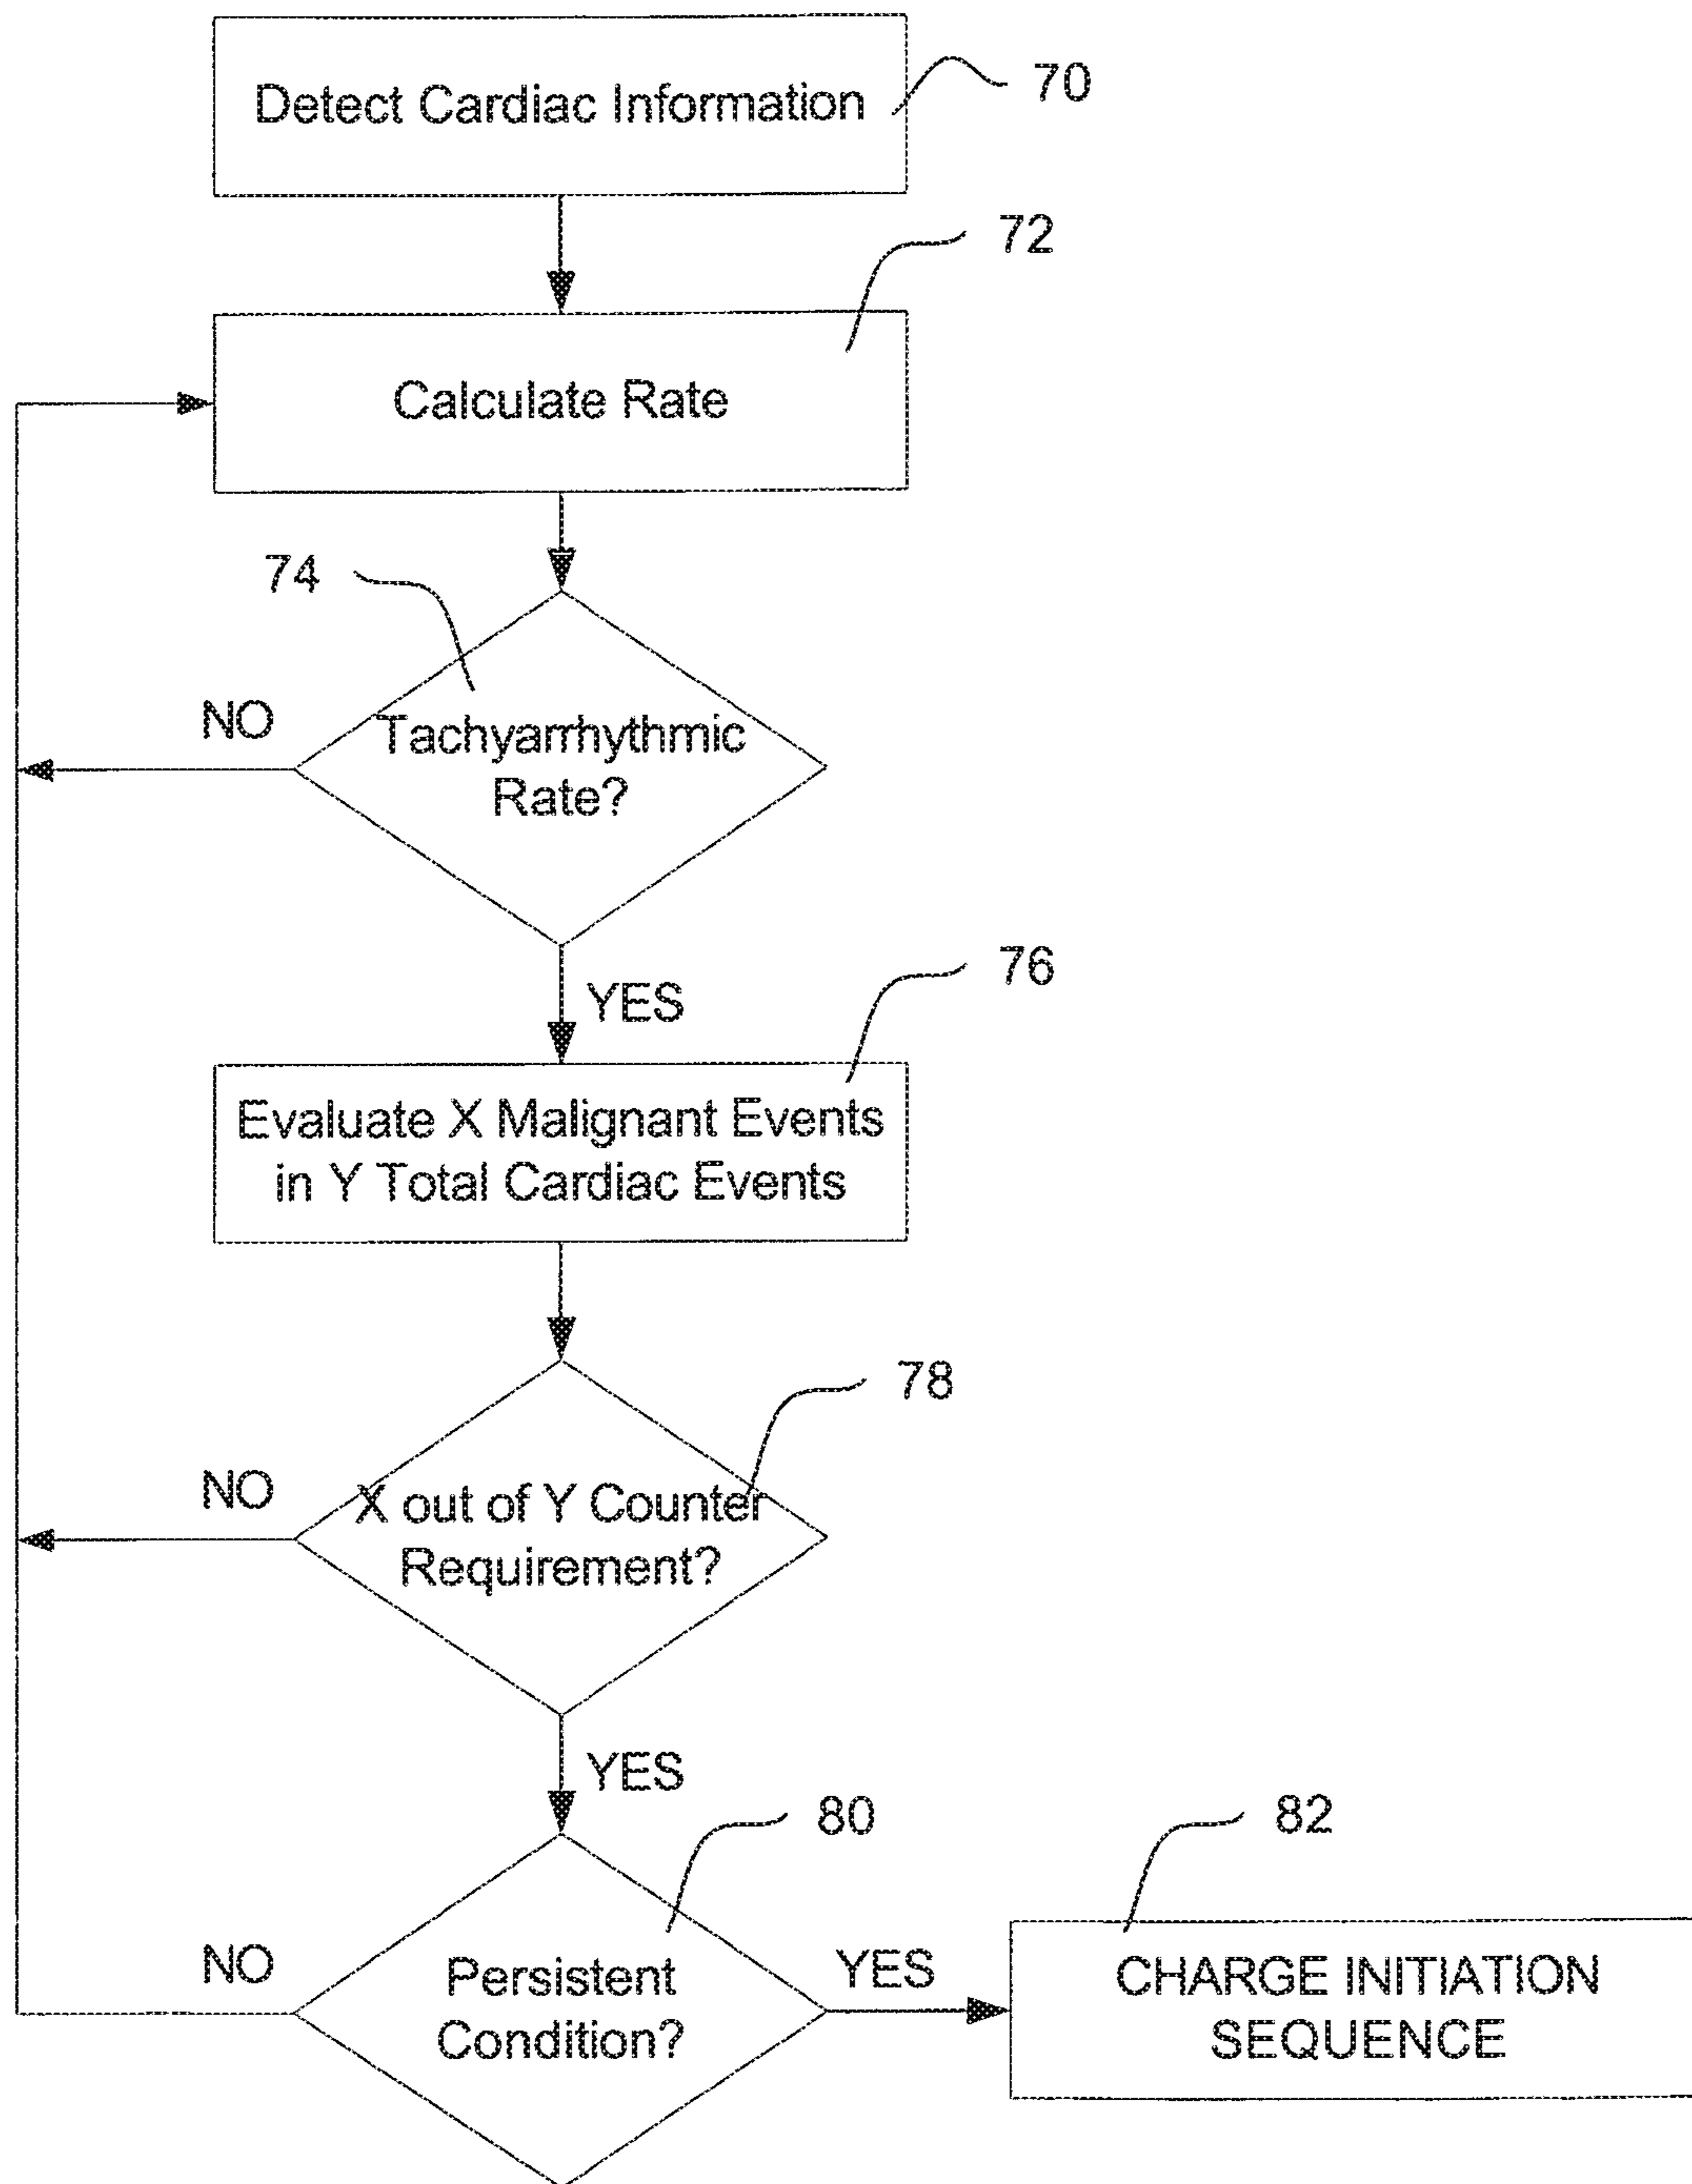 Detect Cardiac Information
70
72
Calculate Rate
74
NO
Tachyarrhythmic
Rate?
YES
76
Evaluate X Malignant Events
in Y Total Cardiac Events
78
NO
X out of Y Counter
Requirement?
YES
80
82
NO
Persistent
Condition?
YES
CHARGE INITIATION
SEQUENCE